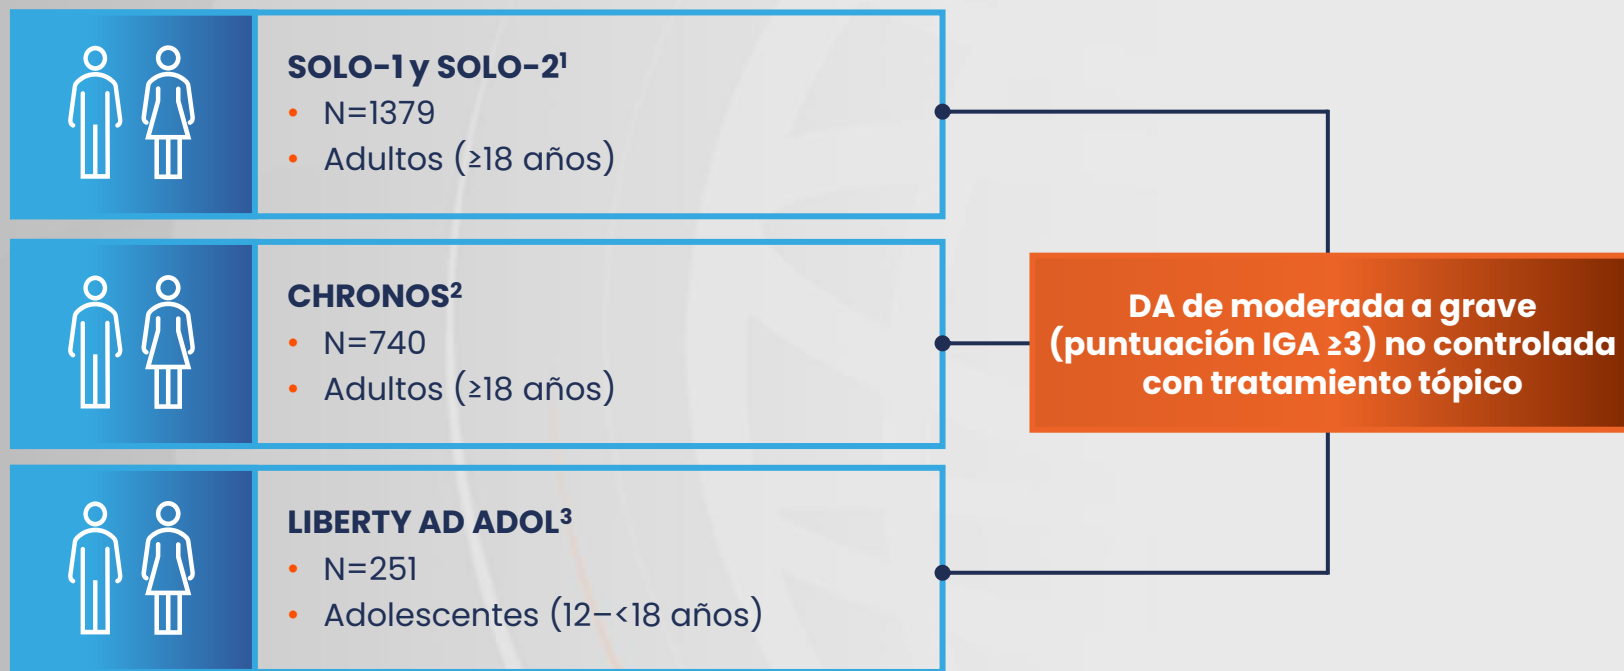 SOLO-1 y SOLO-2¹
• N=1379
• Adultos (≥18 años)
CHRONOS²
• N=740
• Adultos (≥18 años)
LIBERTY AD ADOL³
• N=251
• Adolescentes (12–<18 años)
DA de moderada a grave
(puntuación IGA ≥3) no controlada
con tratamiento tópico